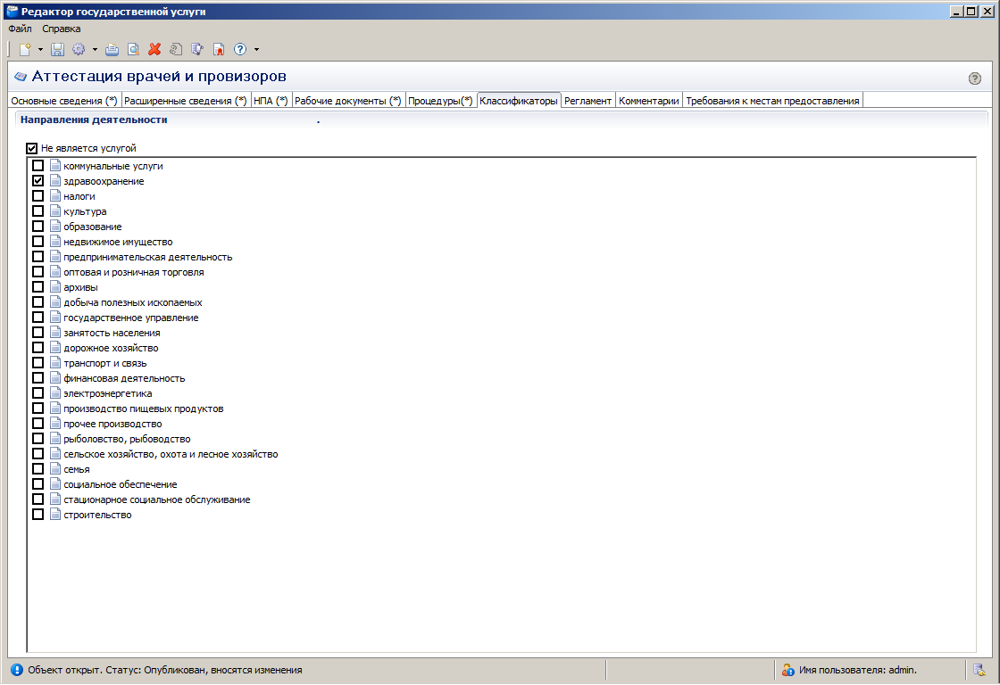 Редактор государственной услуги
Файл Справка
Аттестация врачей и провизоров
Основные сведения (*) Расширенные сведения (*) НПА (*) Рабочие документы (*) Процедуры(*) Классификаторы Регламент Комментарии Требования к местам предоставления
Направления деятельности .
Не является услугой
коммунальные услуги
здравоохранение
налоги
культура
образование
недвижимое имущество
предпринимательская деятельность
оптовая и розничная торговля
архивы
добыча полезных ископаемых
государственное управление
занятость населения
дорожное хозяйство
транспорт и связь
финансовая деятельность
электроэнергетика
производство пищевых продуктов
прочее производство
рыболовство, рыбоводство
сельское хозяйство, охота и лесное хозяйство
семья
социальное обеспечение
стационарное социальное обслуживание
строительство
Объект открыт. Статус: Опубликован, вносятся изменения Имя пользователя: admin.